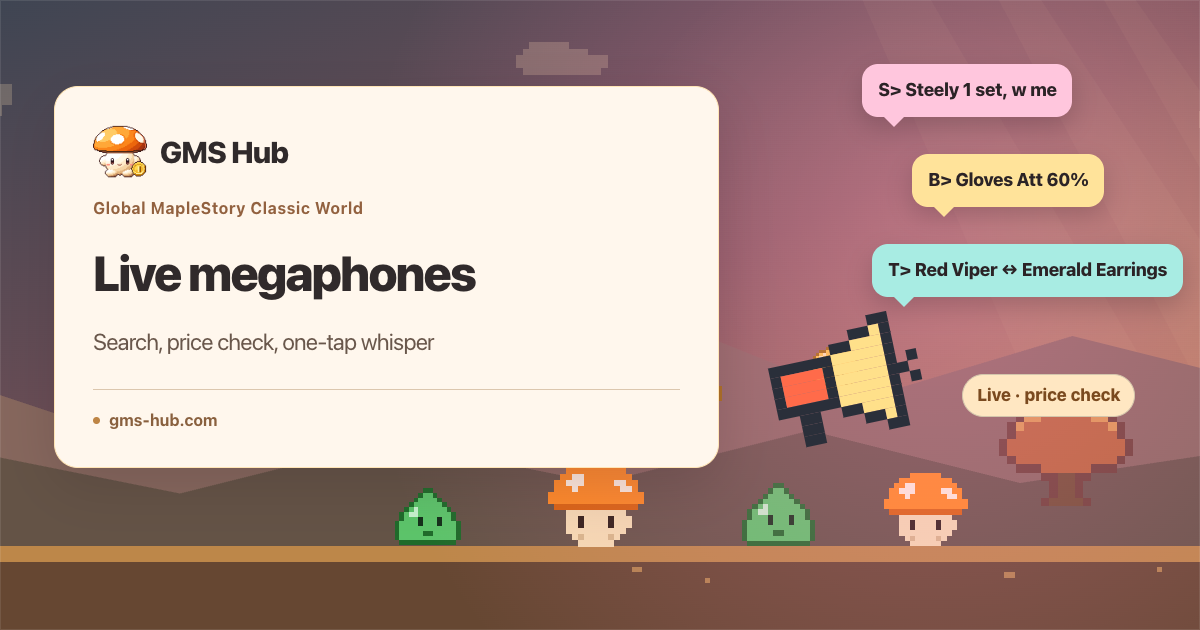 GMS Hub
Global MapleStory Classic World
Live megaphones
Search, price check, one-tap whisper
gms-hub.com
S> Steely 1 set, w me
B> Gloves Att 60%
T> Red Viper ↔ Emerald Earrings
Live · price check